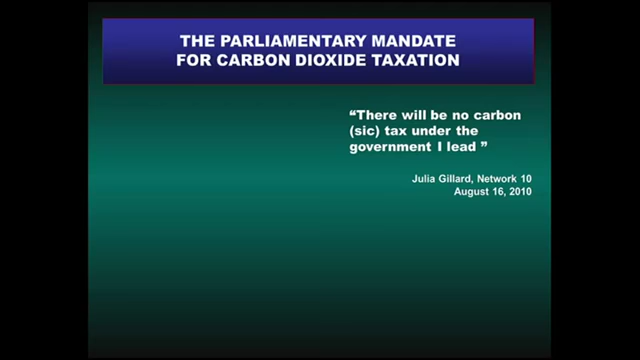 THE PARLIAMENTARY MANDATE
FOR CARBON DIOXIDE TAXATION
“There will be no carbon
(sic) tax under the
government I lead ”
Julia Gillard, Network 10
August 16, 2010